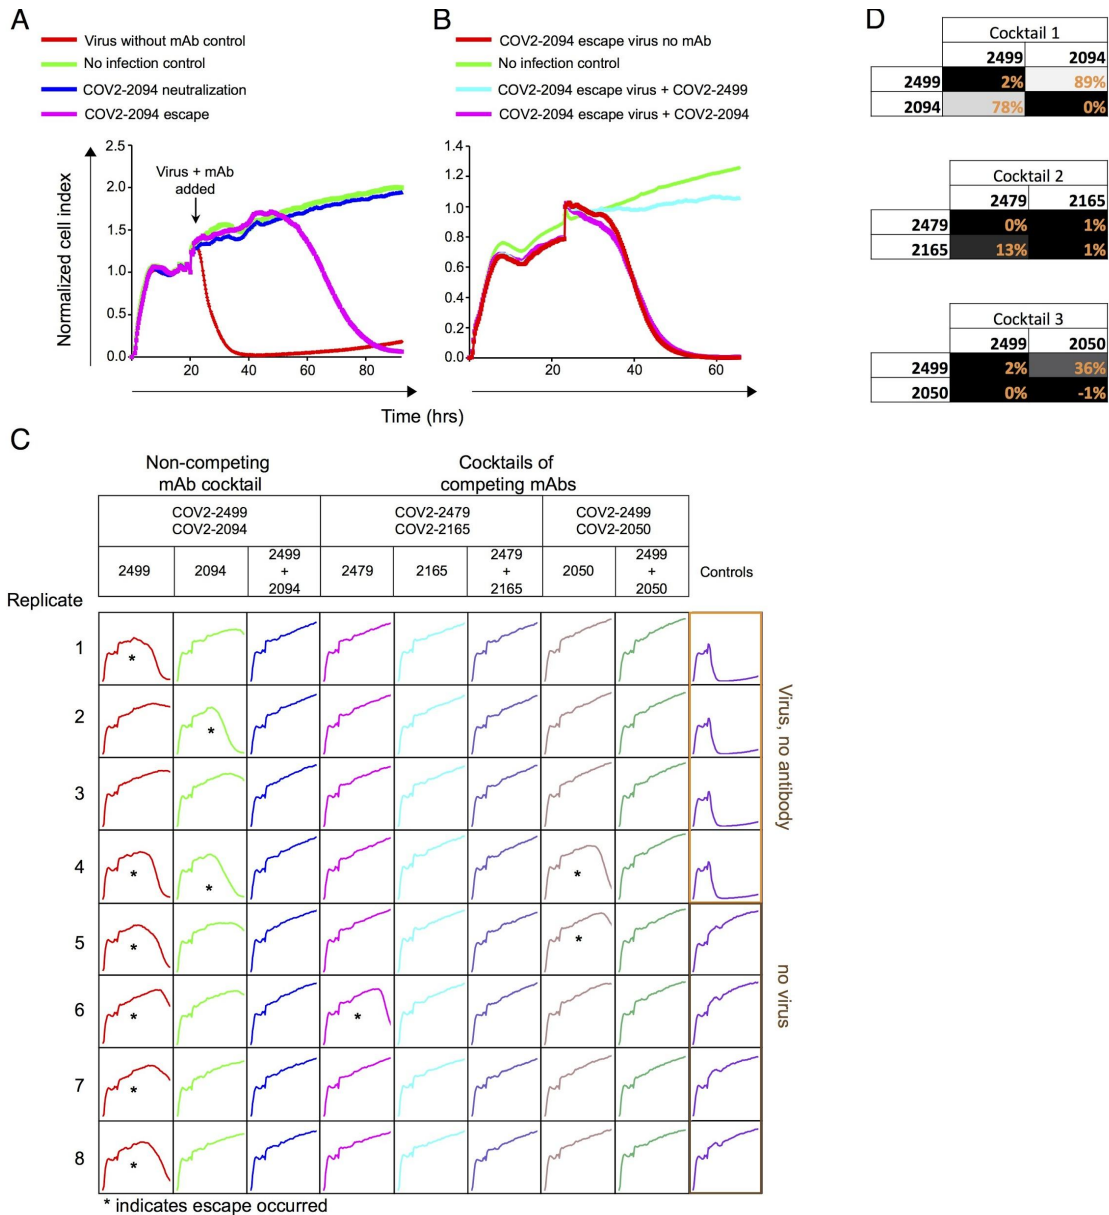 A
Virus without mAb control
No infection control
COV2-2094 neutralization
COV2-2094 escape
Normalized cell index
2.5
2.0
1.5
1.0
0.5
0.0
Virus + mAb
added
20 40 60 80
B
COV2-2094 escape virus no mAb
No infection control
COV2-2094 escape virus + COV2-2499
COV2-2094 escape virus + COV2-2094
1.4
1.2
1.0
0.8
0.6
0.4
0.2
0.0
20 40 60
Time (hrs)
D
Cocktail 1
2499 2094
2499 2% 89%
2094 78% 0%
Cocktail 2
2479 2165
2479 0% 1%
2165 13% 1%
Cocktail 3
2499 2050
2499 2% 36%
2050 0% -1%
C
Non-competing
mAb cocktail
Cocktails of
competing mAbs
COV2-2499
COV2-2094
COV2-2479
COV2-2165
COV2-2499
COV2-2050
2499
2094
2499
+
2094
2479
2165
2479
+
2165
2050
2499
+
2050
Controls
Replicate
1 *
2 *
3
4 * * *
5 * *
6 * *
7 *
8 *
Virus, no antibody
no virus
* indicates escape occurred